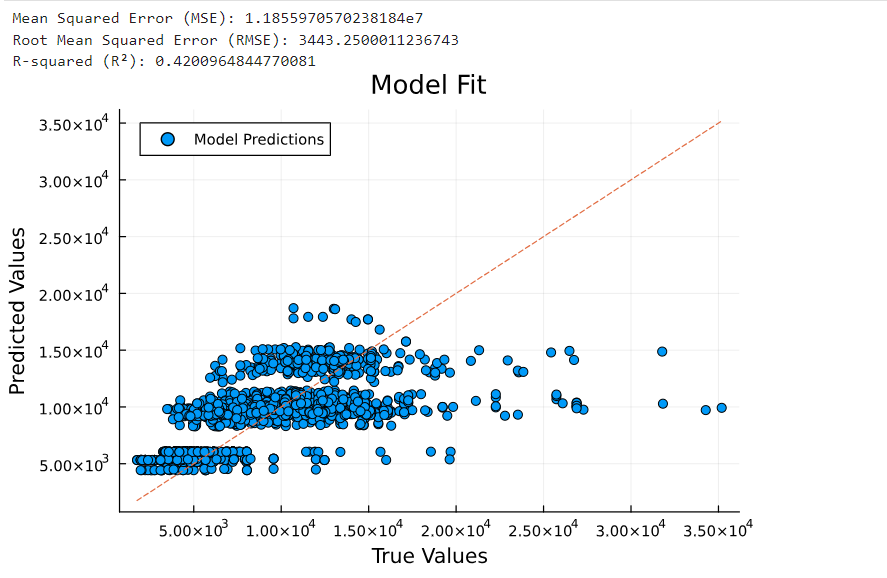 Mean Squared Error (MSE): 1.1855970570238184e7
Root Mean Squared Error (RMSE): 3443.2500011236743
R-squared (R²): 0.4200964844770081
Model Fit
3.50×10⁴
Model Predictions
3.00×10⁴
2.50×10⁴
2.00×10⁴
1.50×10⁴
1.00×10⁴
5.00×10³
Predicted Values
5.00×10³ 1.00×10⁴ 1.50×10⁴ 2.00×10⁴ 2.50×10⁴ 3.00×10⁴ 3.50×10⁴
True Values